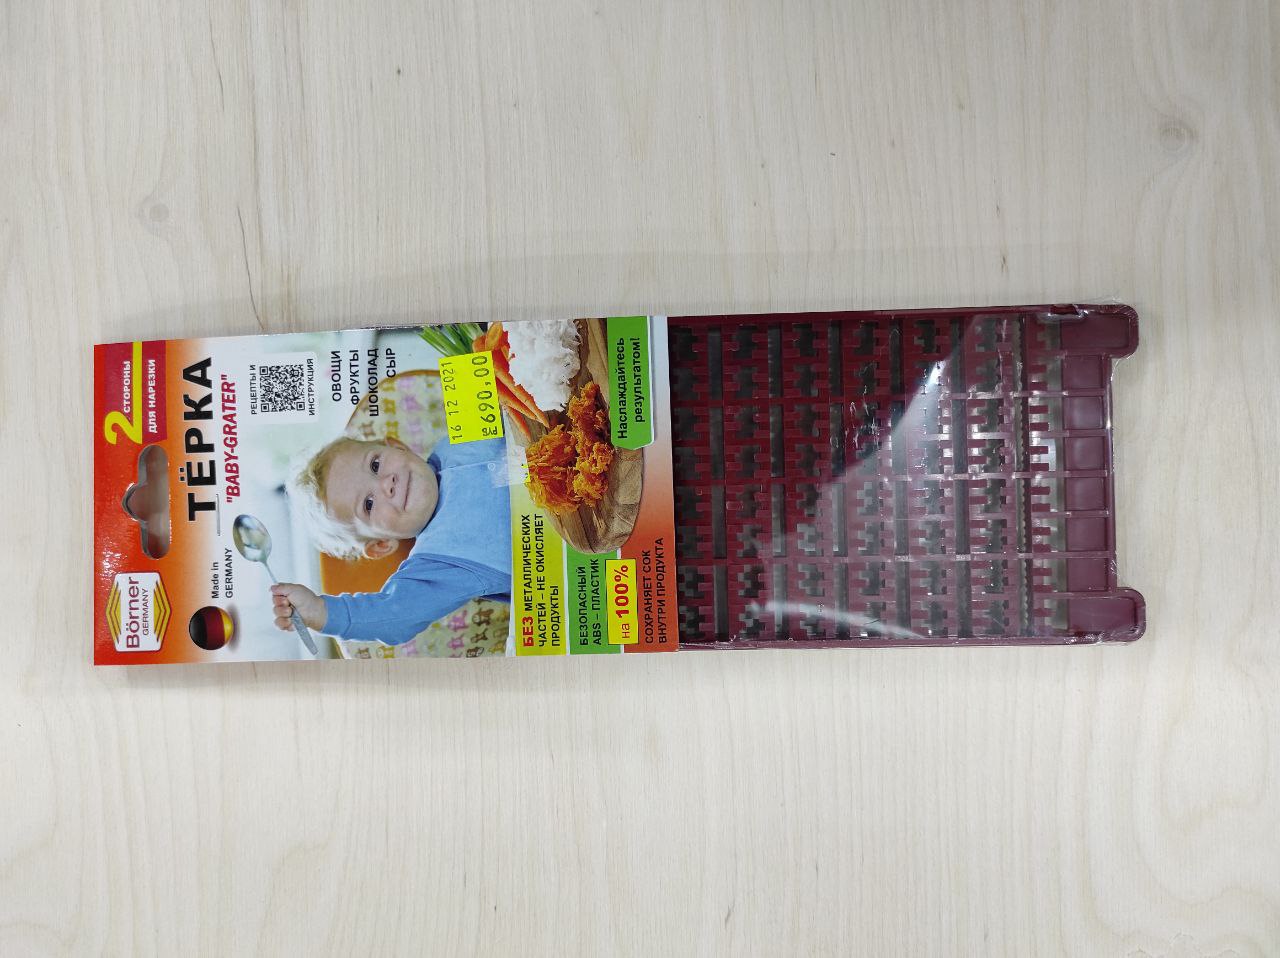 Börner
GERMANY
2 СТОРОНЫ
ДЛЯ НАРЕЗКИ
ТЁРКА
"BABY-GRATER"
Made in
GERMANY
РЕЦЕПТЫ И
ИНСТРУКЦИЯ
ОВОЩИ
ФРУКТЫ
ШОКОЛАД
СЫР
16 12 2021
690,00
БЕЗ МЕТАЛЛИЧЕСКИХ
ЧАСТЕЙ – НЕ ОКИСЛЯЕТ
ПРОДУКТЫ
БЕЗОПАСНЫЙ
ABS – ПЛАСТИК
на 100%
СОХРАНЯЕТ СОК
ВНУТРИ ПРОДУКТА
Наслаждайтесь
результатом!